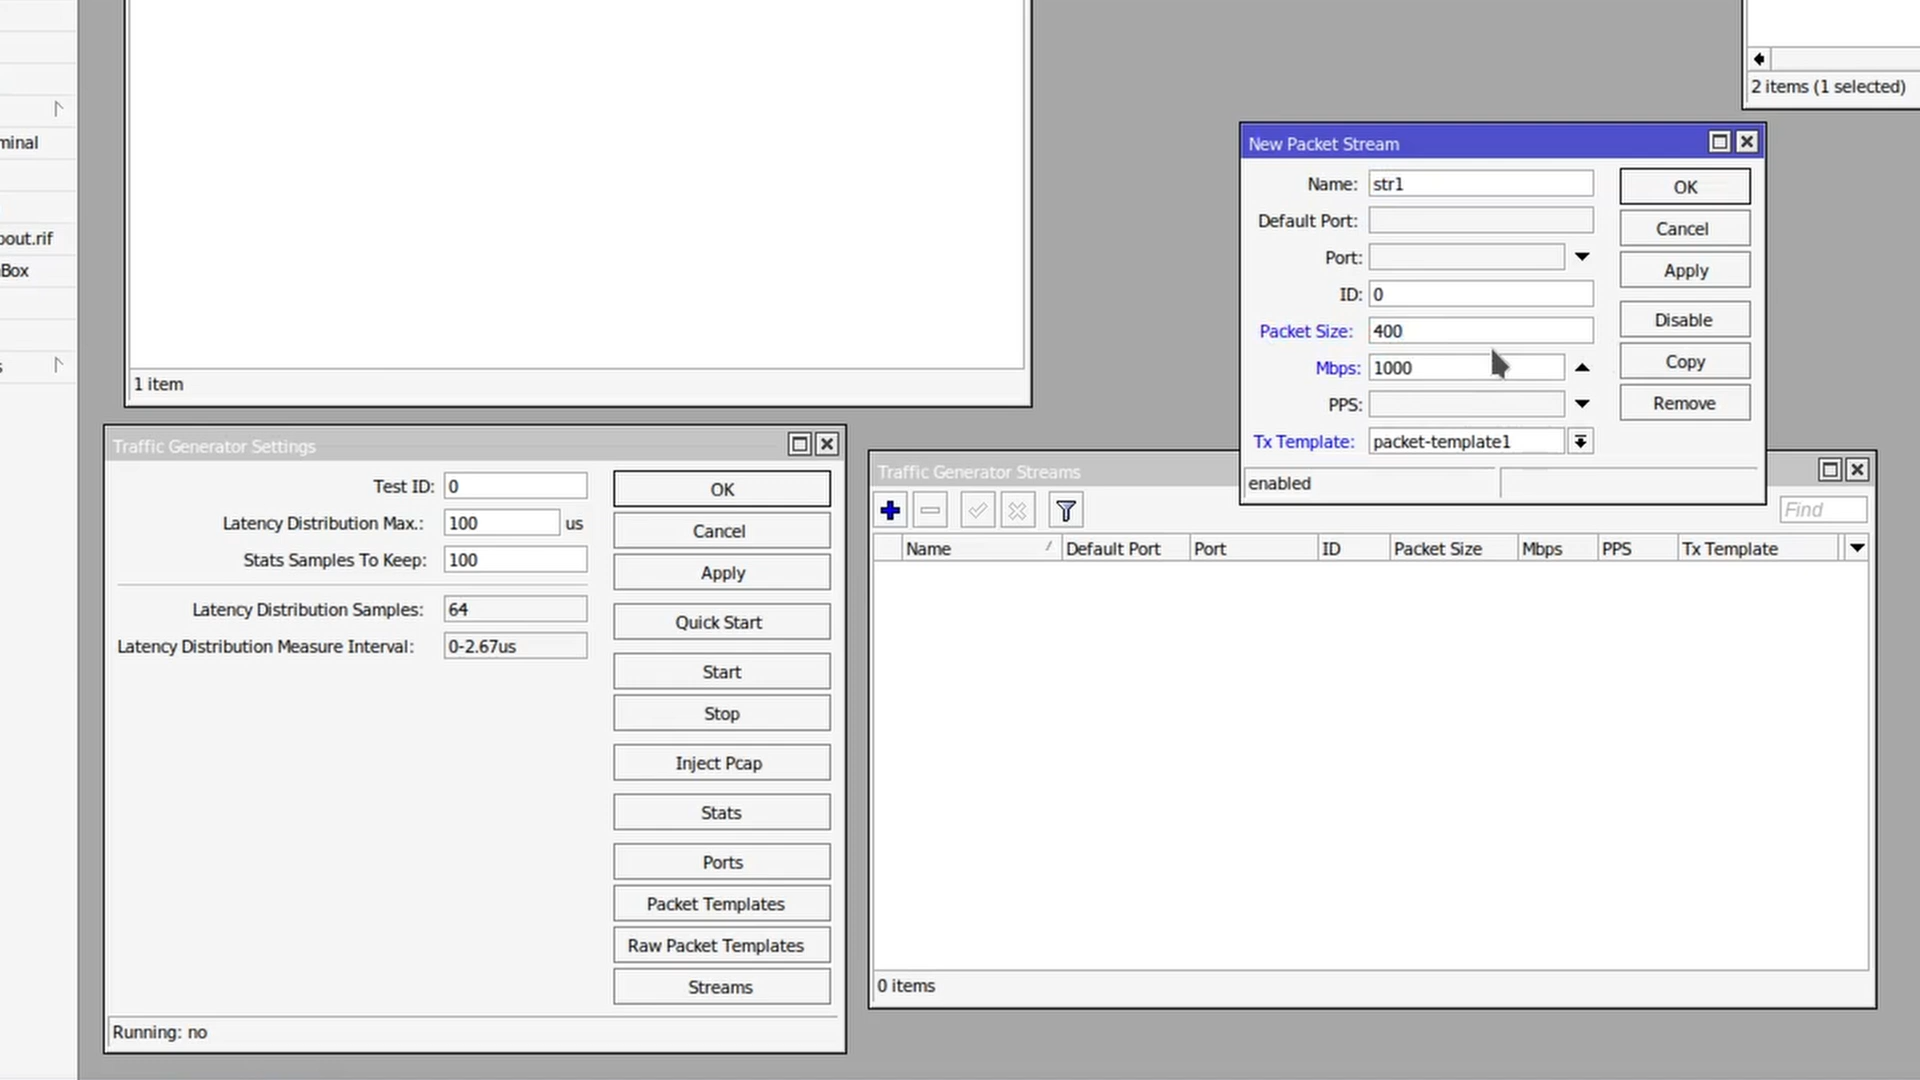 minal
bout.rif
Box
s
1 item
2 items (1 selected)
New Packet Stream
Name: str1
Default Port:
Port:
ID: 0
Packet Size: 400
Mbps: 1000
PPS:
Tx Template: packet-template1
OK
Cancel
Apply
Disable
Copy
Remove
enabled
Traffic Generator Settings
Test ID: 0
Latency Distribution Max.: 100 us
Stats Samples To Keep: 100
Latency Distribution Samples: 64
Latency Distribution Measure Interval: 0-2.67us
OK
Cancel
Apply
Quick Start
Start
Stop
Inject Pcap
Stats
Ports
Packet Templates
Raw Packet Templates
Streams
Running: no
Traffic Generator Streams
Find
Name Default Port Port ID Packet Size Mbps PPS Tx Template
0 items